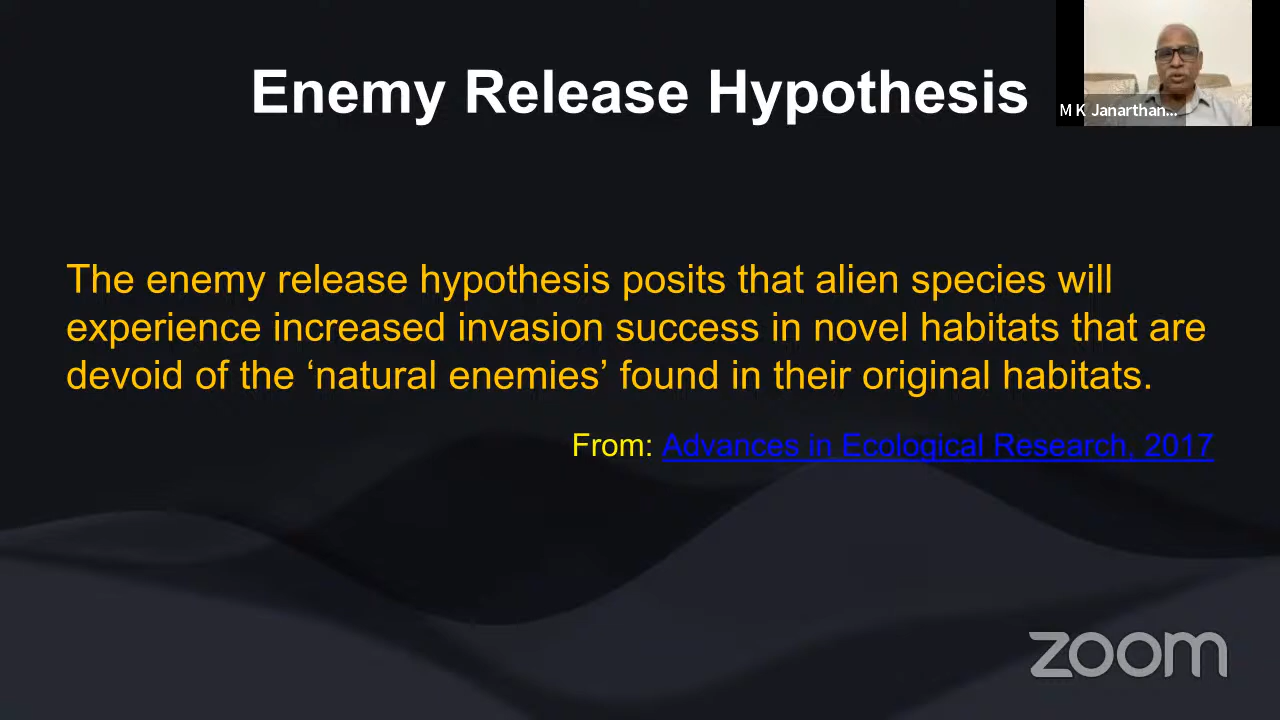 Enemy Release Hypothesis
M K Janarthan...
The enemy release hypothesis posits that alien species will
experience increased invasion success in novel habitats that are
devoid of the ‘natural enemies’ found in their original habitats.
From: Advances in Ecological Research, 2017
zoom